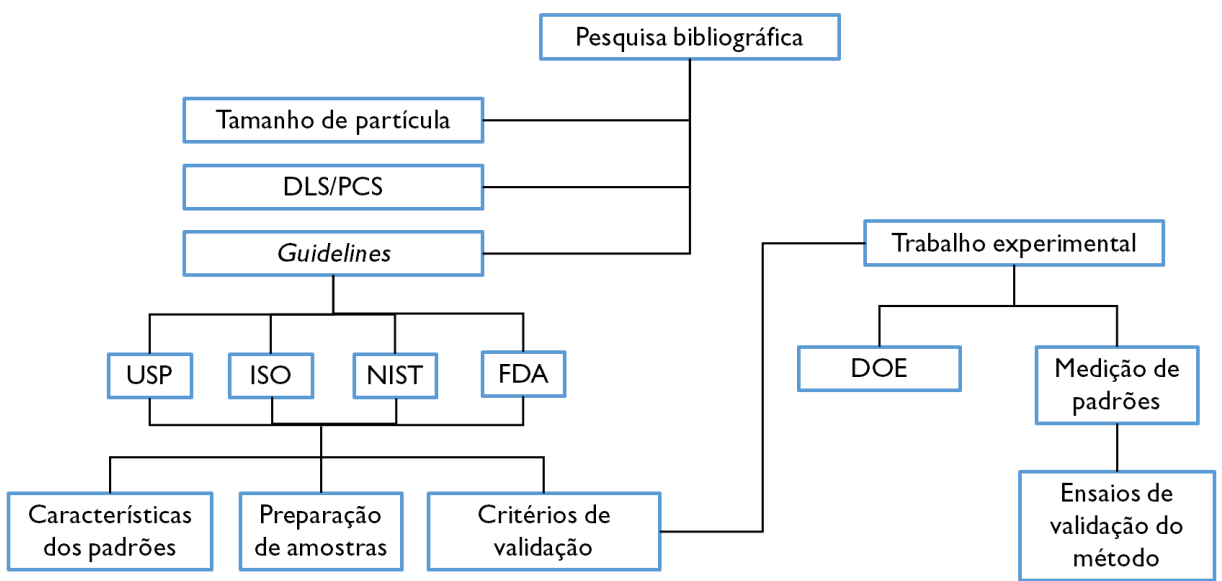 Pesquisa bibliográfica
Tamanho de partícula
DLS/PCS
Guidelines
USP
ISO
NIST
FDA
Características
dos padrões
Preparação
de amostras
Critérios de
validação
Trabalho experimental
DOE
Medição de
padrões
Ensaios de
validação do
método